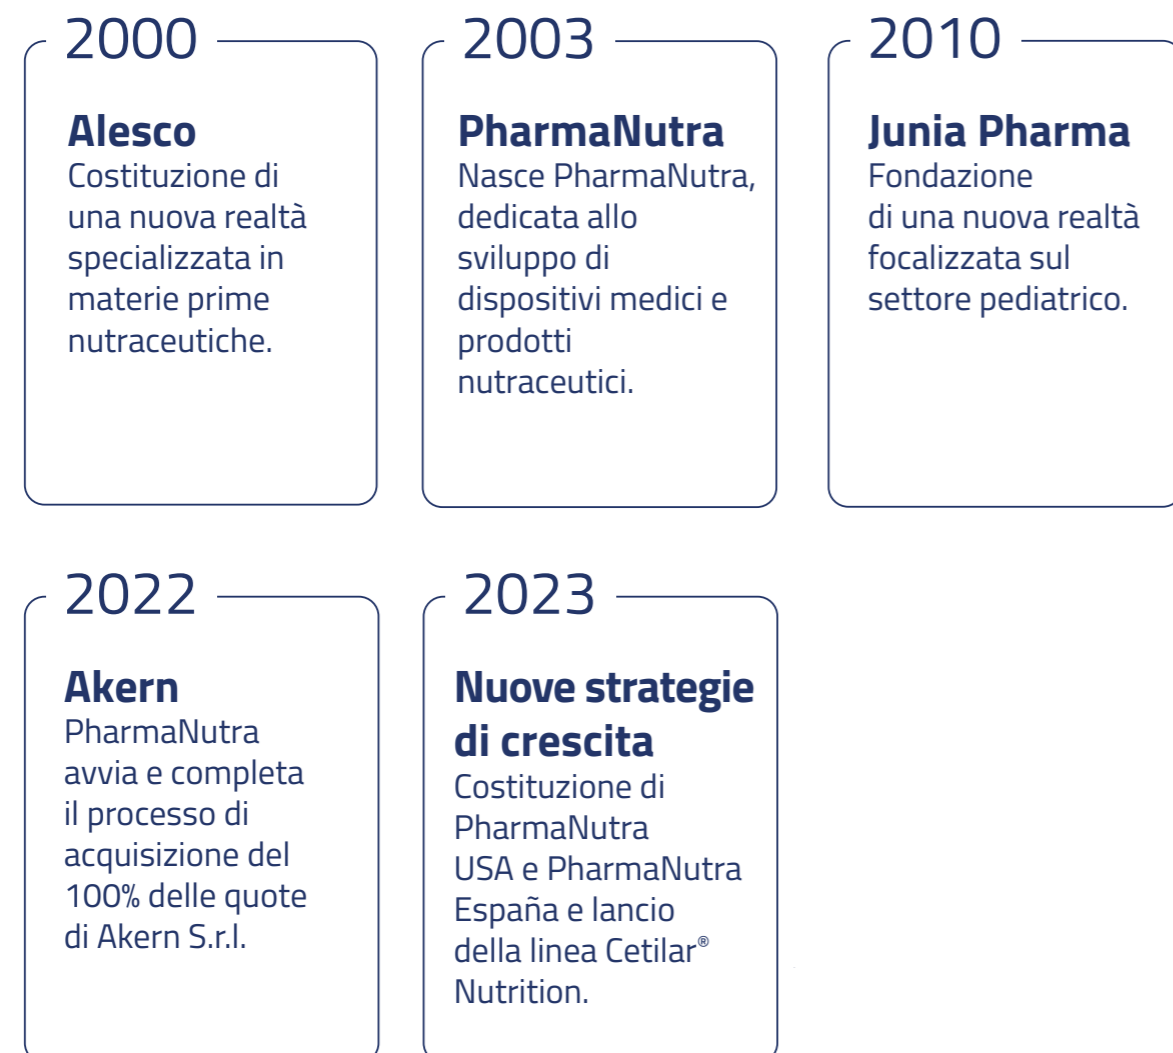 2000
Alesco
Costituzione di
una nuova realtà
specializzata in
materie prime
nutraceutiche.
2003
PharmaNutra
Nasce PharmaNutra,
dedicata allo
sviluppo di
dispositivi medici e
prodotti
nutraceutici.
2010
Junia Pharma
Fondazione
di una nuova realtà
focalizzata sul
settore pediatrico.
2022
Akern
PharmaNutra
avvia e completa
il processo di
acquisizione del
100% delle quote
di Akern S.r.l.
2023
Nuove strategie
di crescita
Costituzione di
PharmaNutra
USA e PharmaNutra
España e lancio
della linea Cetilar®
Nutrition.